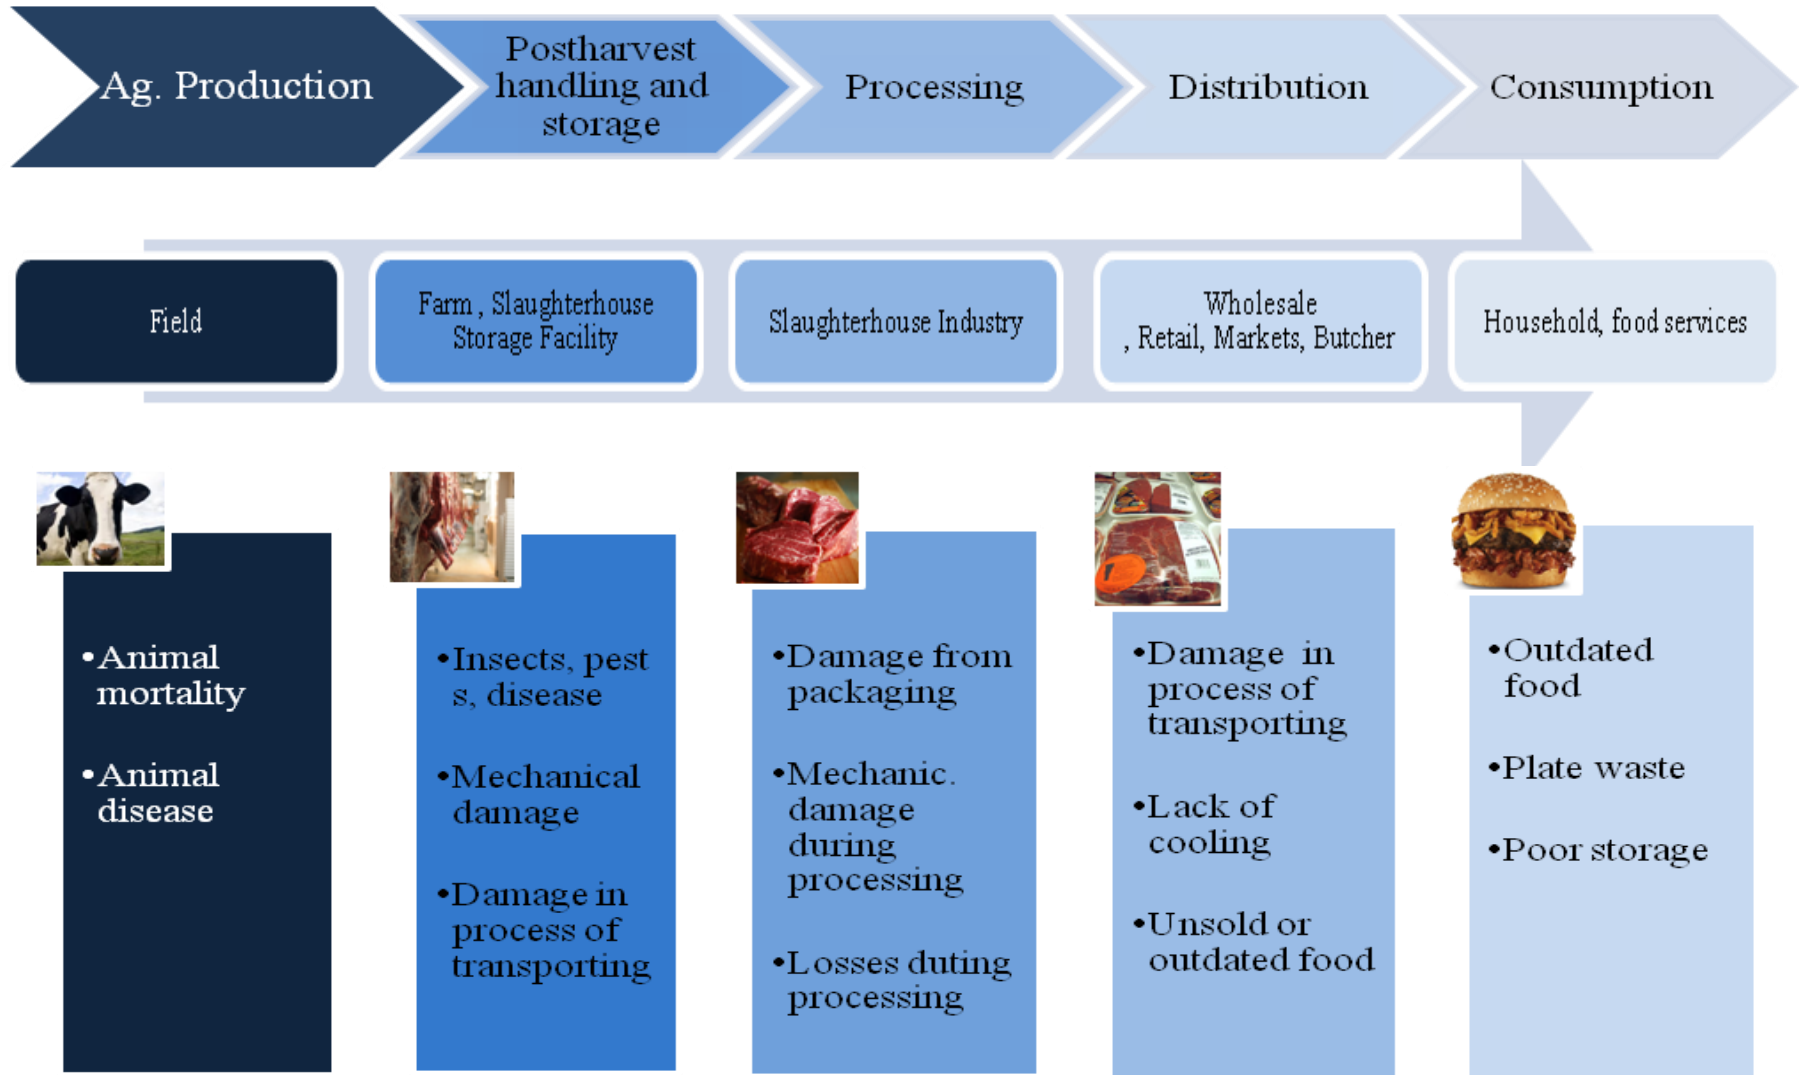 Ag. Production
Postharvest
handling and
storage
Processing
Distribution
Consumption
Field
Farm , Slaughterhouse
Storage Facility
Slaughterhouse Industry
Wholesale
, Retail, Markets, Butcher
Household, food services
•Animal
mortality
•Animal
disease
•Insects, pest
s, disease
•Mechanical
damage
•Damage in
process of
transporting
•Damage from
packaging
•Mechanic.
damage
during
processing
•Losses duting
processing
•Damage in
process of
transporting
•Lack of
cooling
•Unsold or
outdated food
•Outdated
food
•Plate waste
•Poor storage